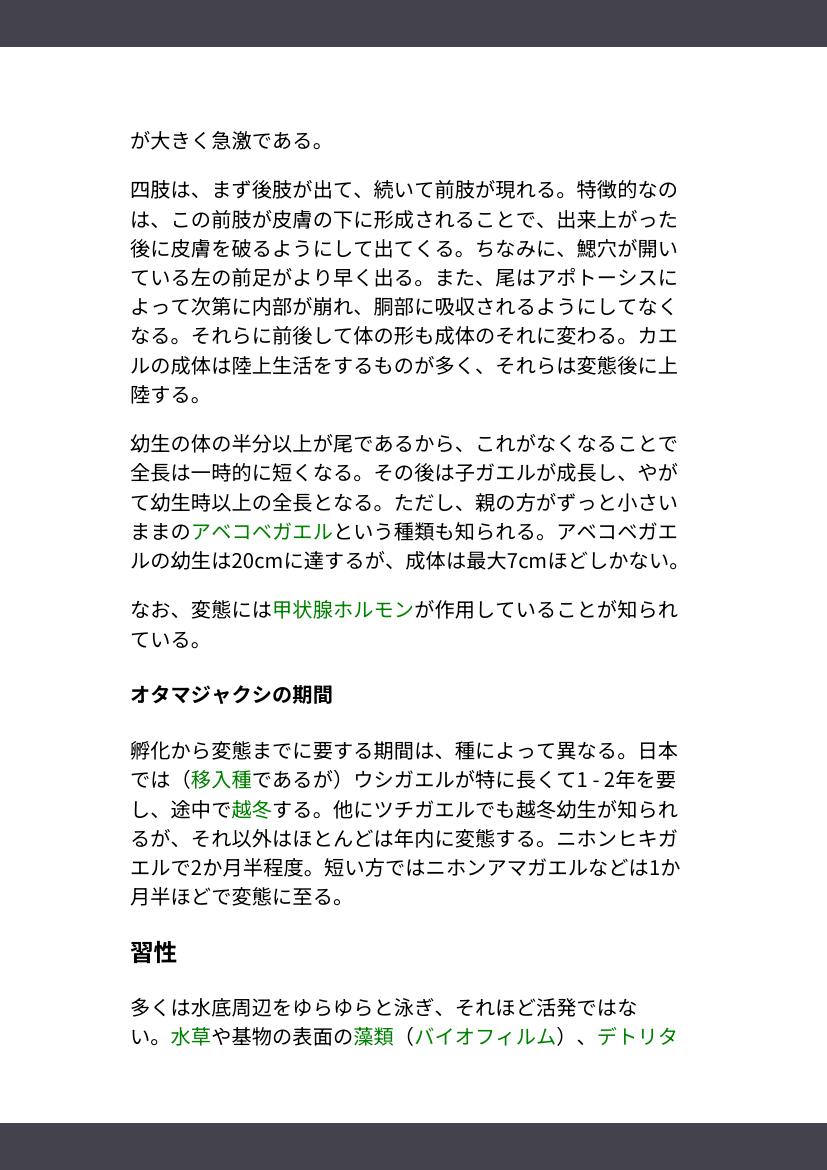 が大きく急激である。
四肢は、まず後肢が出て、続いて前肢が現れる。特徴的なの
は、この前肢が皮膚の下に形成されることで、出来上がった
後に皮膚を破るようにして出てくる。ちなみに、鰓穴が開い
ている左の前足がより早く出る。また、尾はアポトーシスに
よって次第に内部が崩れ、胴部に吸収されるようにしてなく
なる。それらに前後して体の形も成体のそれに変わる。カエ
ルの成体は陸上生活をするものが多く、それらは変態後に上
陸する。
幼生の体の半分以上が尾であるから、これがなくなることで
全長は一時的に短くなる。その後は子ガエルが成長し、やが
て幼生時以上の全長となる。ただし、親の方がずっと小さい
ままのアベコベガエルという種類も知られる。アベコベガエ
ルの幼生は20cmに達するが、成体は最大7cmほどしかない。
なお、変態には甲状腺ホルモンが作用していることが知られ
ている。
オタマジャクシの期間
孵化から変態までに要する期間は、種によって異なる。日本
では（移入種であるが）ウシガエルが特に長くて1 - 2年を要
し、途中で越冬する。他にツチガエルでも越冬幼生が知られ
るが、それ以外はほとんどは年内に変態する。ニホンヒキガ
エルで2か月半程度。短い方ではニホンアマガエルなどは1か
月半ほどで変態に至る。
習性
多くは水底周辺をゆらゆらと泳ぎ、それほど活発ではな
い。水草や基物の表面の藻類（バイオフィルム）、デトリタ